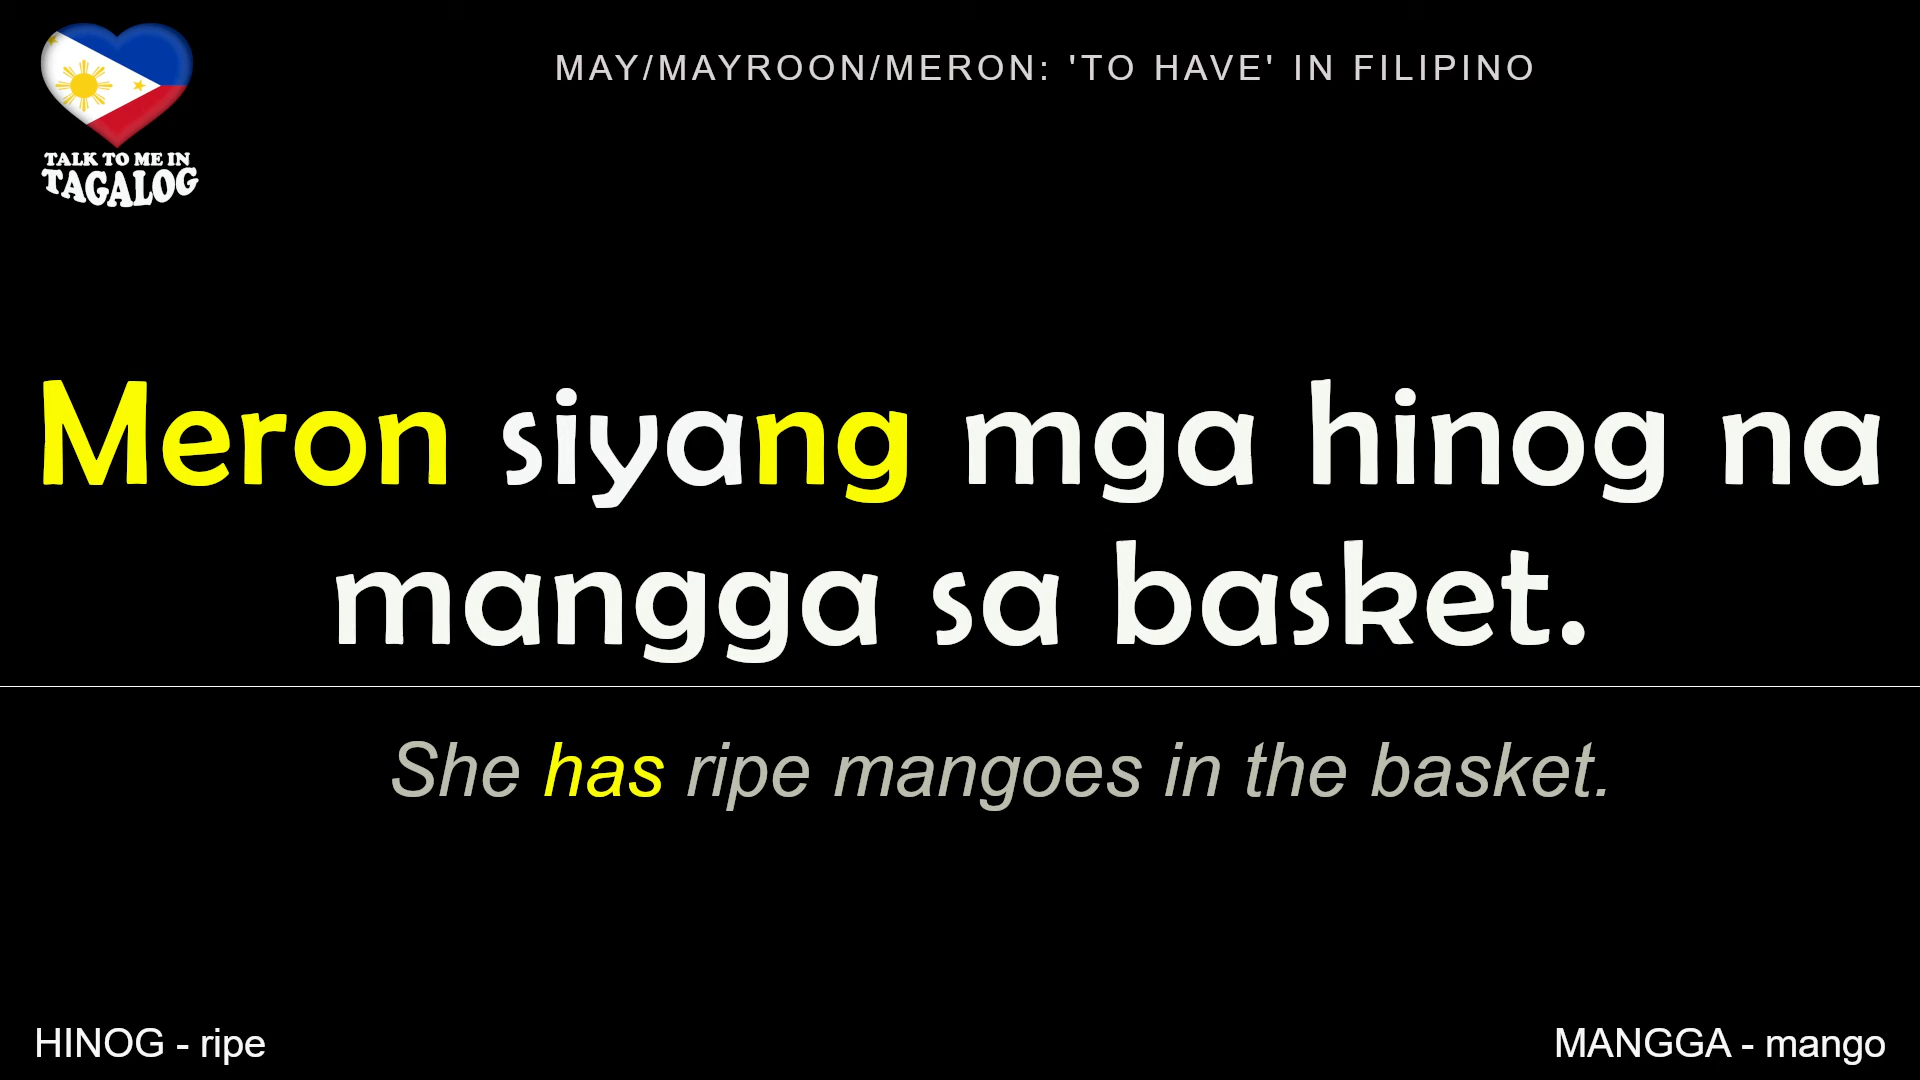 MAY/MAYROON/MERON: 'TO HAVE' IN FILIPINO
TALK TO ME IN
TAGALOG
Meron siyang mga hinog na
mangga sa basket.
She has ripe mangoes in the basket.
HINOG - ripe
MANGGA - mango